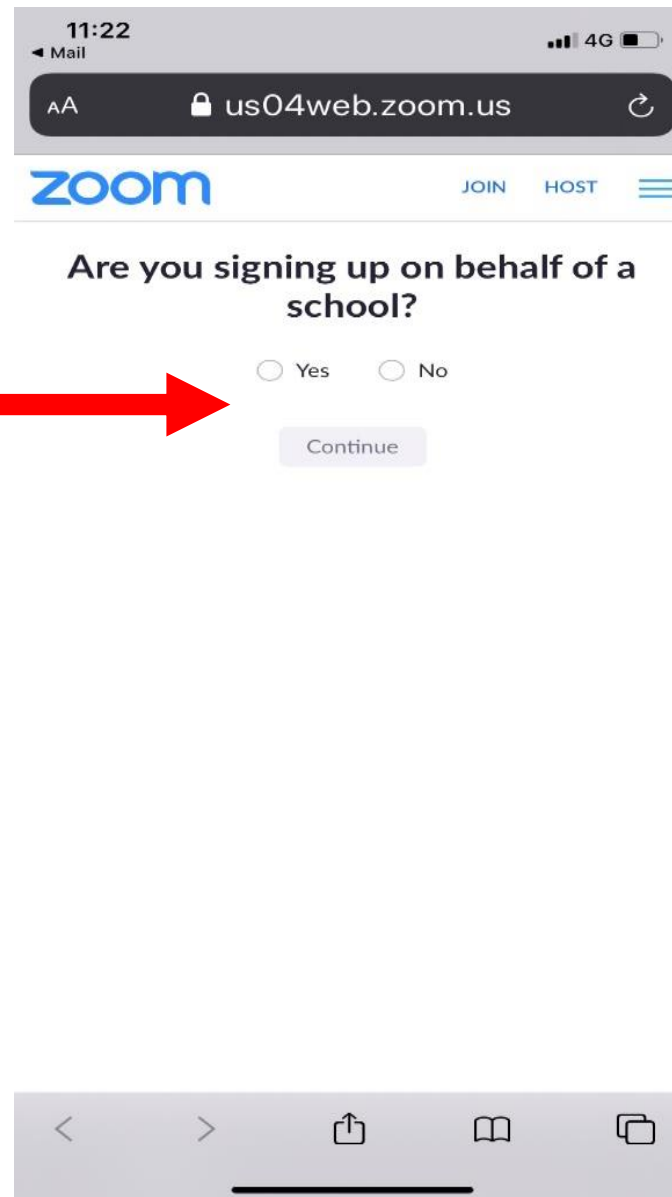 11:22
◄ Mail
4G
AA
us04web.zoom.us
zoom
JOIN HOST
Are you signing up on behalf of a
school?
Yes No
Continue